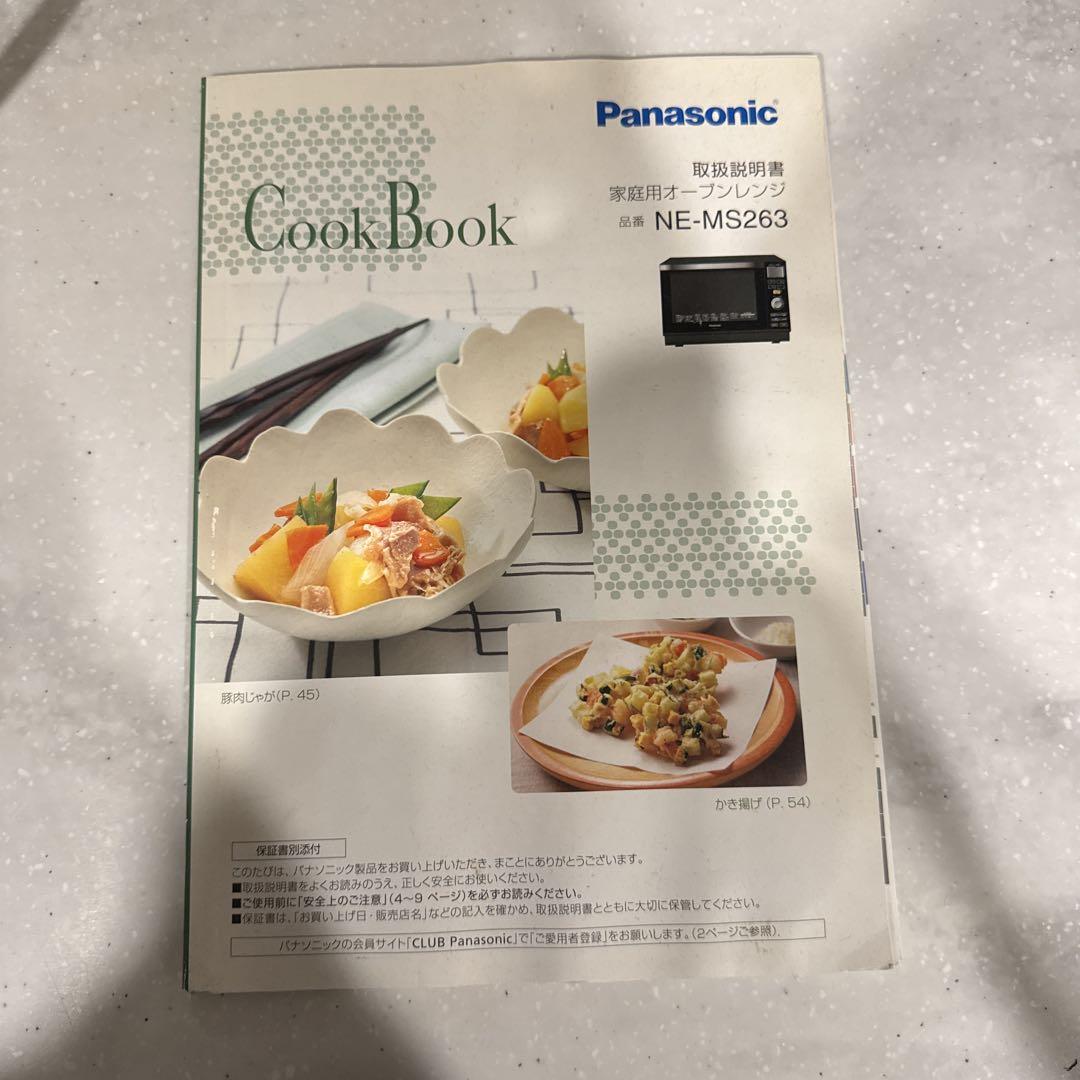 Panasonic
取扱説明書
家庭用オーブンレンジ
品番 NE-MS263
CookBook
豚肉じゃが(P. 45)
かき揚げ (P. 54)
保証書別添付
このたびは、パナソニック製品をお買い上げいただき、まことにありがとうございます。
■取扱説明書をよくお読みのうえ、正しく安全にお使いください。
■ご使用前に「安全上のご注意」(4～9 ページ)を必ずお読みください。
■保証書は、「お買い上げ日・販売店名」などの記入を確かめ、取扱説明書とともに大切に保管してください。
パナソニックの会員サイト「CLUB Panasonic」で「ご愛用者登録」をお願いします。(2ページご参照)